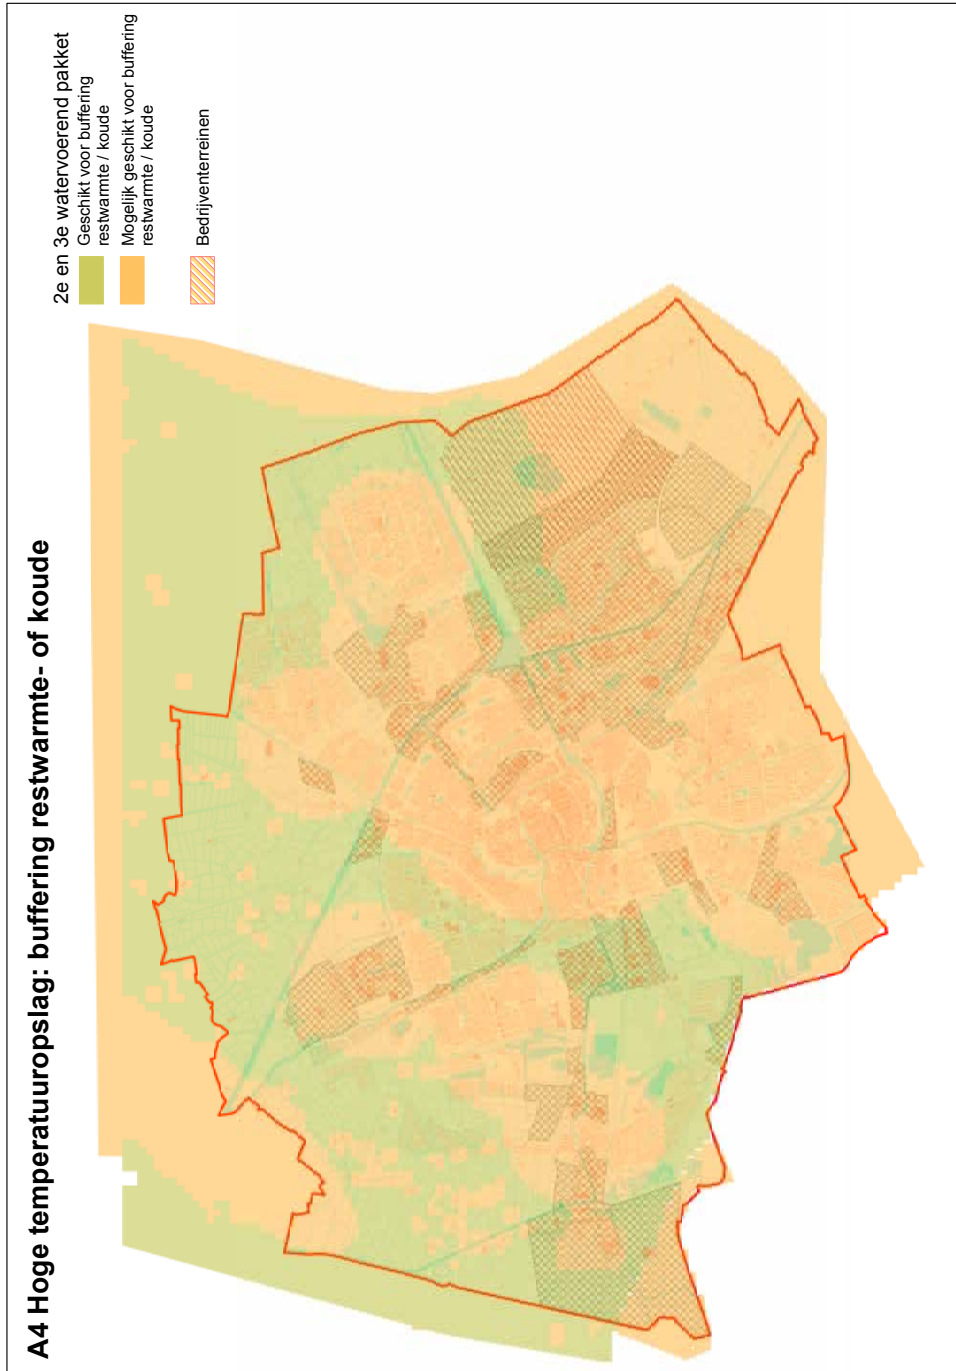 A4 Hoge temperatuuropslag: buffering restwarmte- of koude
2e en 3e watervoerend pakket
Geschikt voor buffering
restwarmte / koude
Mogelijk geschikt voor buffering
restwarmte / koude
Bedrijventerreinen